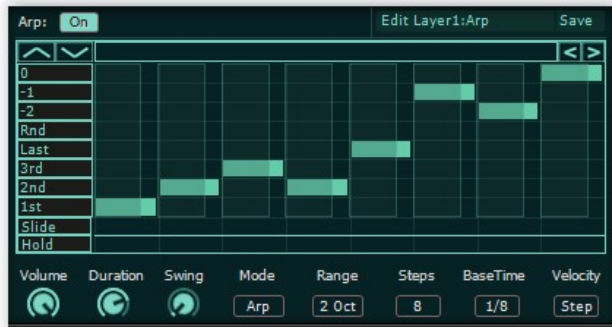 Arp: On Edit Layer1:Arp Save
< >
0
-1
-2
Rnd
Last
3rd
2nd
1st
Slide
Hold
Volume Duration Swing Mode Range Steps BaseTime Velocity
Arp 2 Oct 8 1/8 Step